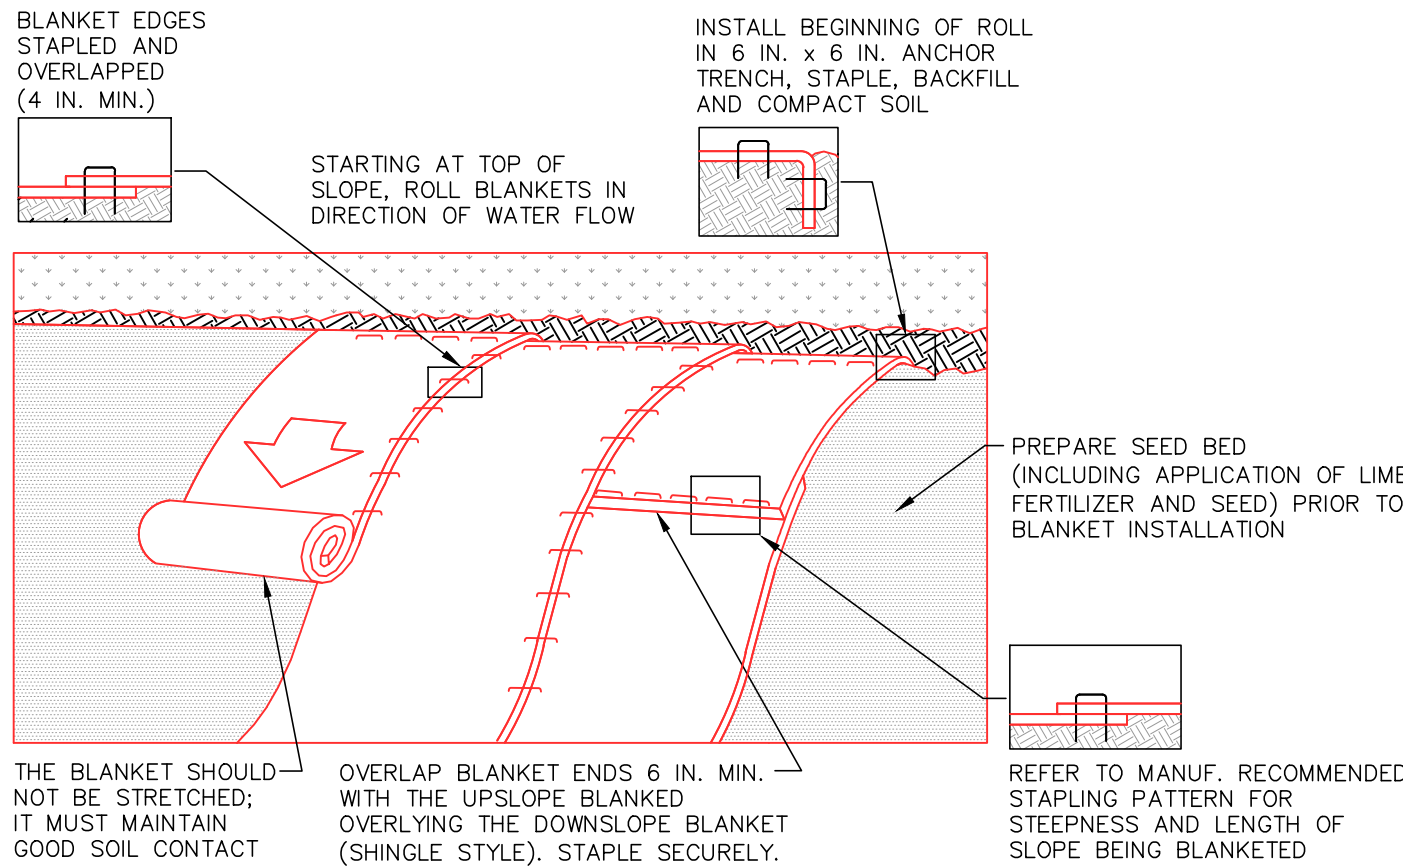 BLANKET EDGES
STAPLED AND
OVERLAPPED
(4 IN. MIN.)
INSTALL BEGINNING OF ROLL
IN 6 IN. x 6 IN. ANCHOR
TRENCH, STAPLE, BACKFILL
AND COMPACT SOIL
STARTING AT TOP OF
SLOPE, ROLL BLANKETS IN
DIRECTION OF WATER FLOW
PREPARE SEED BED
(INCLUDING APPLICATION OF LIME
FERTILIZER AND SEED) PRIOR TO
BLANKET INSTALLATION
THE BLANKET SHOULD
NOT BE STRETCHED;
IT MUST MAINTAIN
GOOD SOIL CONTACT
OVERLAP BLANKET ENDS 6 IN. MIN.
WITH THE UPSLOPE BLANKED
OVERLYING THE DOWNSLOPE BLANKET
(SHINGLE STYLE). STAPLE SECURELY.
REFER TO MANUF. RECOMMENDED
STAPLING PATTERN FOR
STEEPNESS AND LENGTH OF
SLOPE BEING BLANKETED